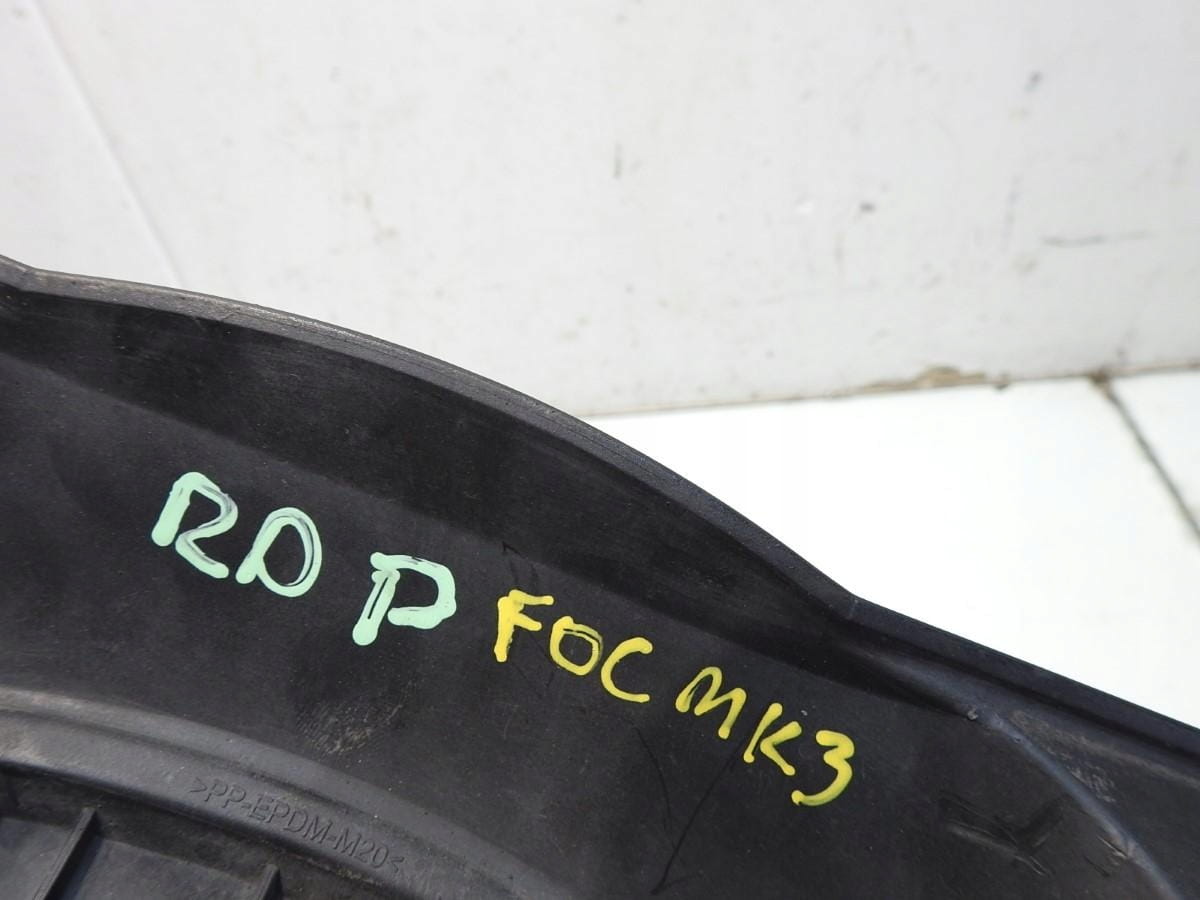 RD P FOC MK3
>PP-EPDM-M20<